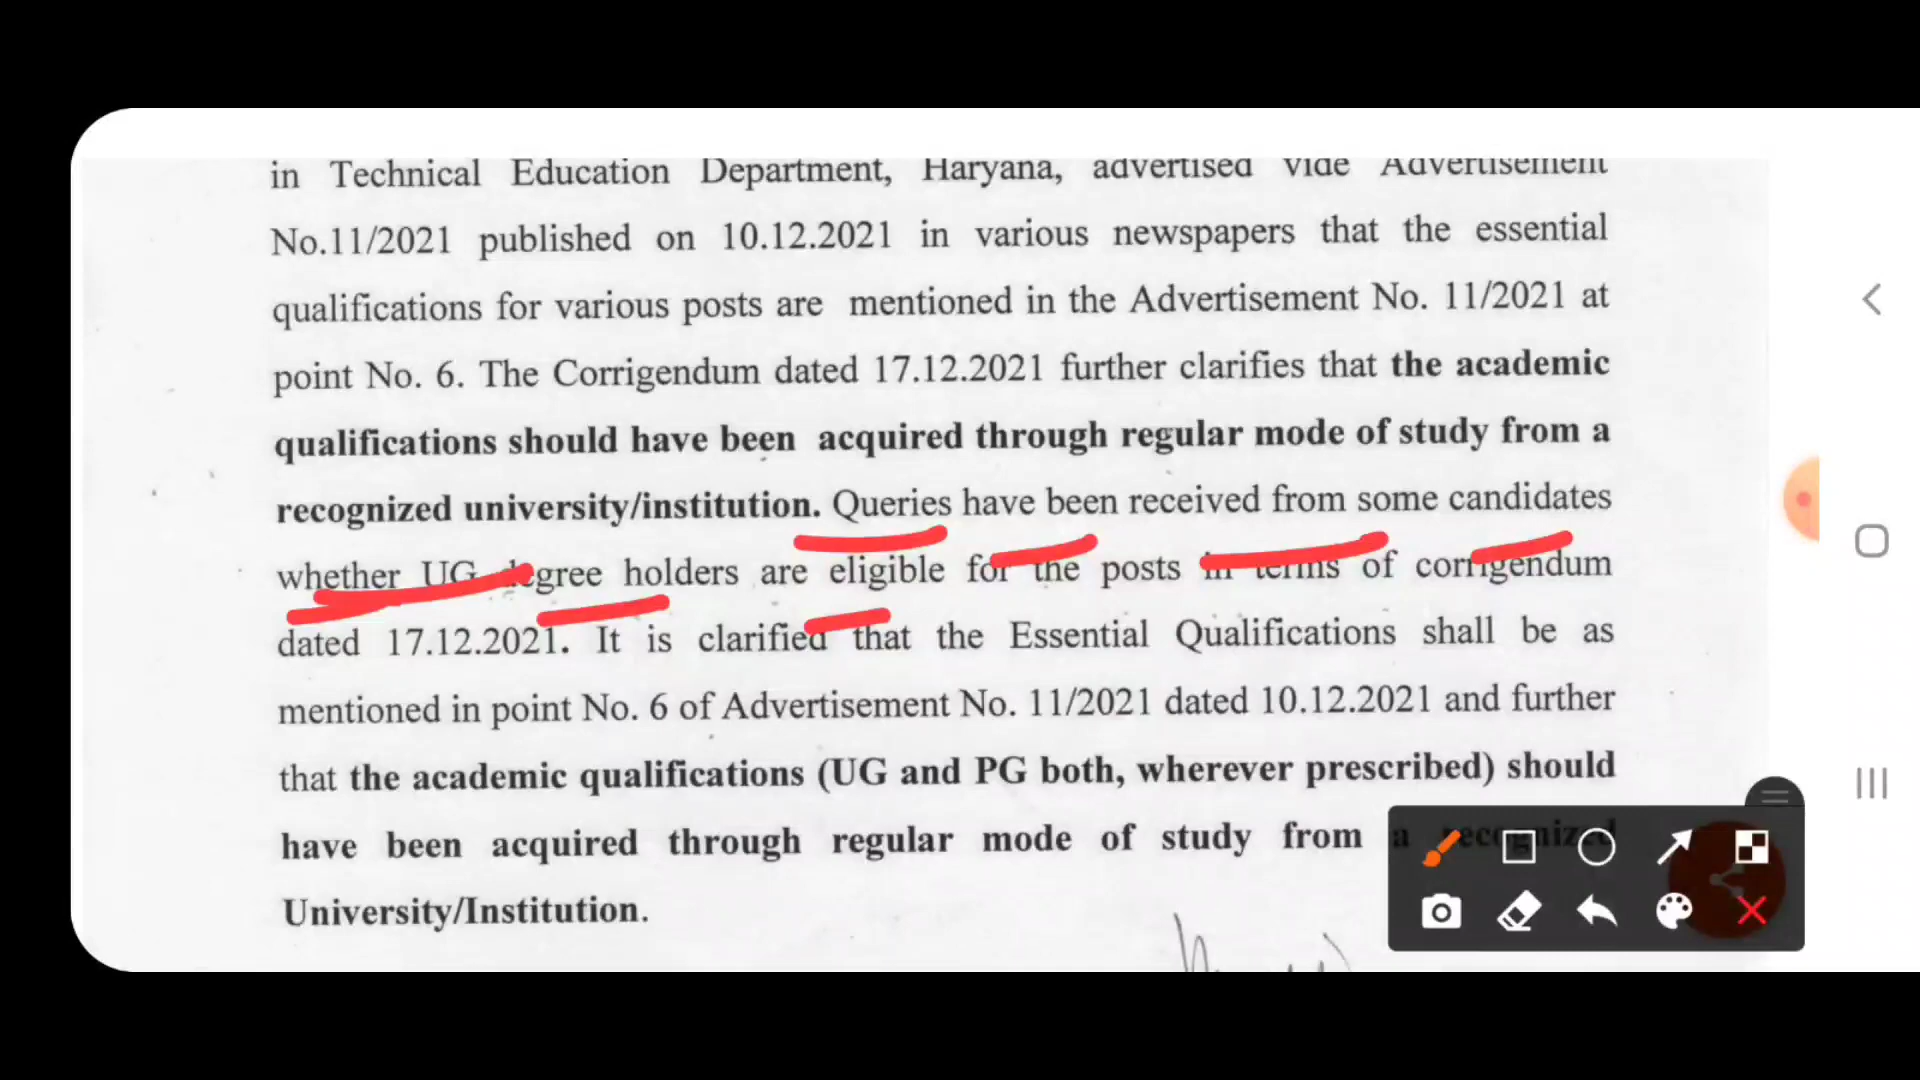 in Technical Education Department, Haryana, advertised vide Advertisement
No.11/2021 published on 10.12.2021 in various newspapers that the essential
qualifications for various posts are mentioned in the Advertisement No. 11/2021 at
point No. 6. The Corrigendum dated 17.12.2021 further clarifies that the academic
qualifications should have been acquired through regular mode of study from a
recognized university/institution. Queries have been received from some candidates
whether UG degree holders are eligible for the posts in terms of corrigendum
dated 17.12.2021. It is clarified that the Essential Qualifications shall be as
mentioned in point No. 6 of Advertisement No. 11/2021 dated 10.12.2021 and further
that the academic qualifications (UG and PG both, wherever prescribed) should
have been acquired through regular mode of study from a recognized
University/Institution.